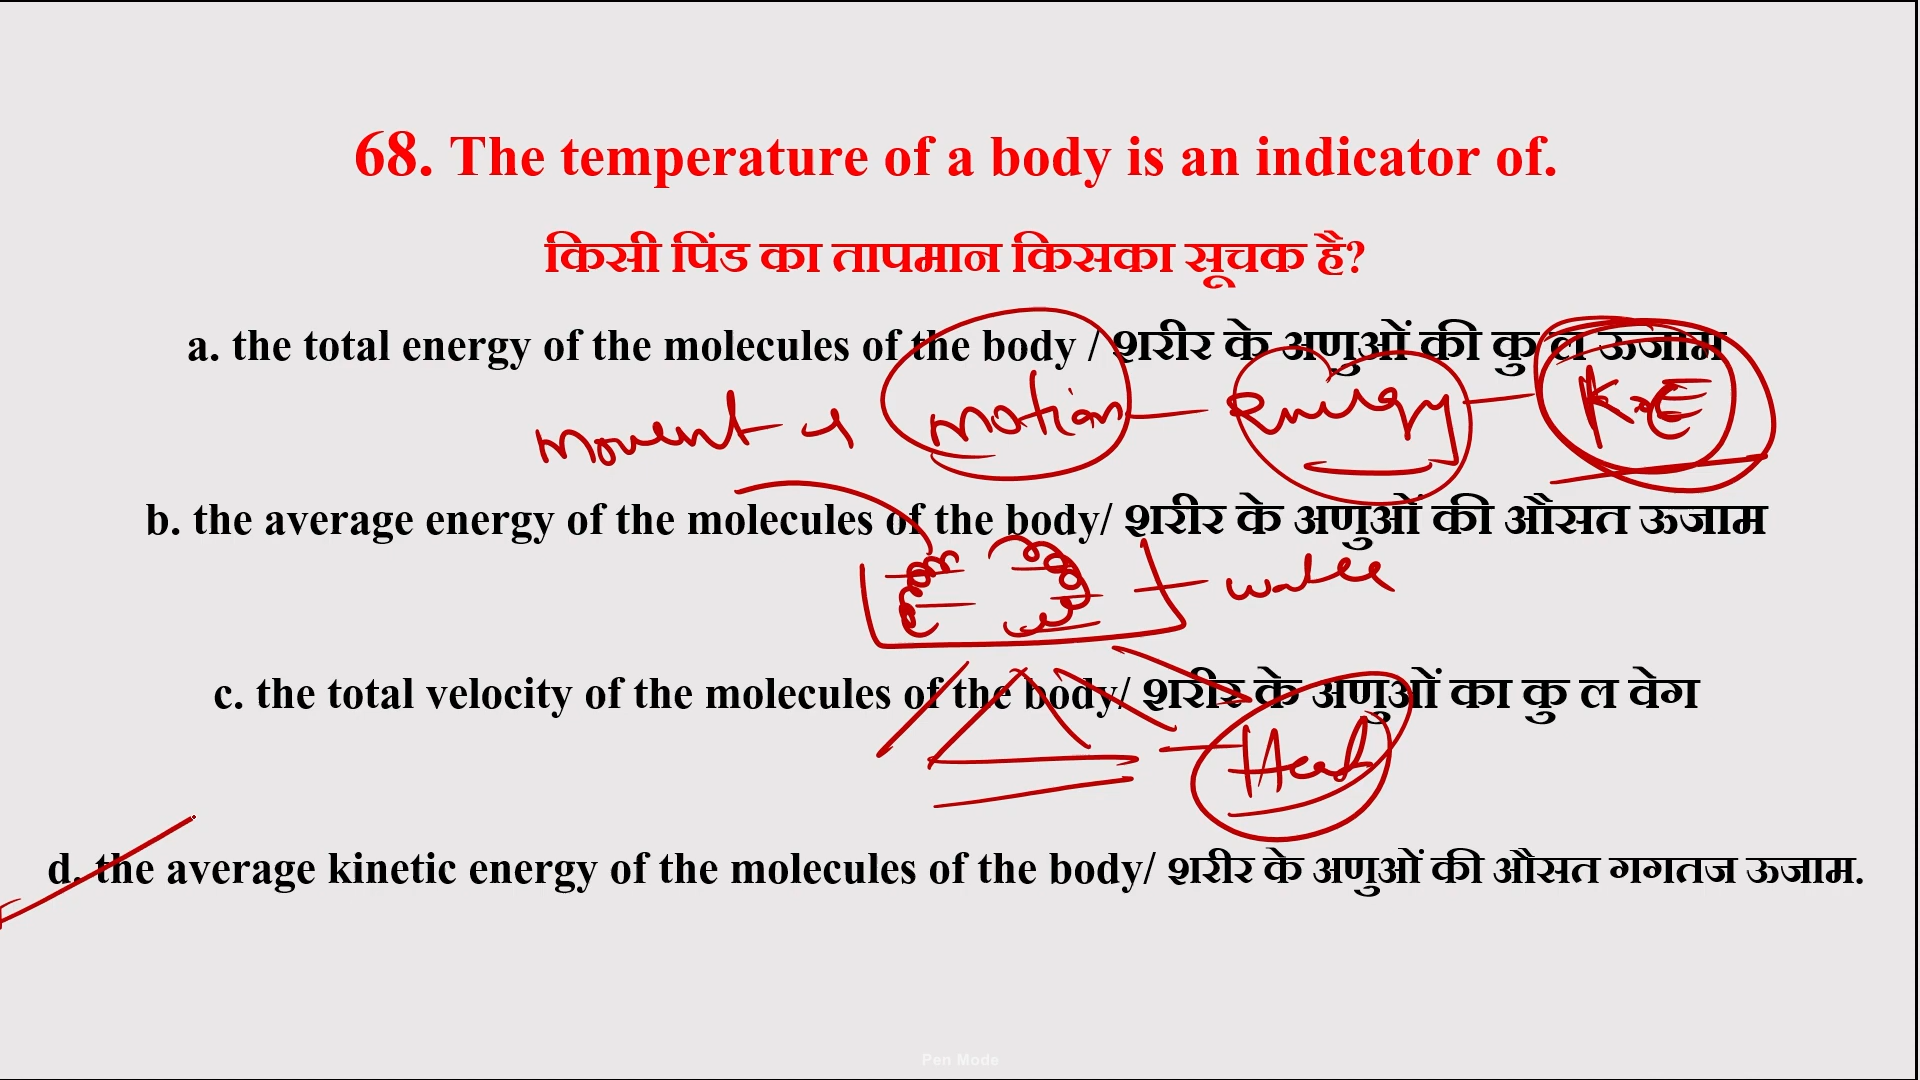 68. The temperature of a body is an indicator of.
किसी पिंड का तापमान किसका सूचक है?
a. the total energy of the molecules of the body / शरीर के अणुओं की कु ल ऊजाम
motion energy K.E
b. the average energy of the molecules of the body/ शरीर के अणुओं की औसत ऊजाम
c. the total velocity of the molecules of the body/ शरीर के अणुओं का कु ल वेग
d. the average kinetic energy of the molecules of the body/ शरीर के अणुओं की औसत गगतज ऊजाम.
Pen Mode